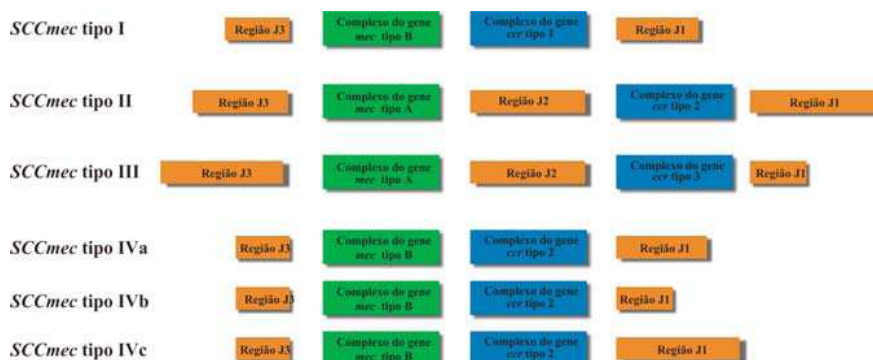 SCCmec tipo I
Região J3
Complexo do gene
mec tipo B
Complexo do gene
ccr tipo 1
Região J1
SCCmec tipo II
Região J3
Complexo do gene
mec tipo A
Região J2
Complexo do gene
ccr tipo 2
Região J1
SCCmec tipo III
Região J3
Complexo do gene
mec tipo A
Região J2
Complexo do gene
ccr tipo 3
Região J1
SCCmec tipo IVa
Região J3
Complexo do gene
mec tipo B
Complexo do gene
ccr tipo 2
Região J1
SCCmec tipo IVb
Região J3
Complexo do gene
mec tipo B
Complexo do gene
ccr tipo 2
Região J1
SCCmec tipo IVc
Região J3
Complexo do gene
mec tipo B
Complexo do gene
ccr tipo 2
Região J1